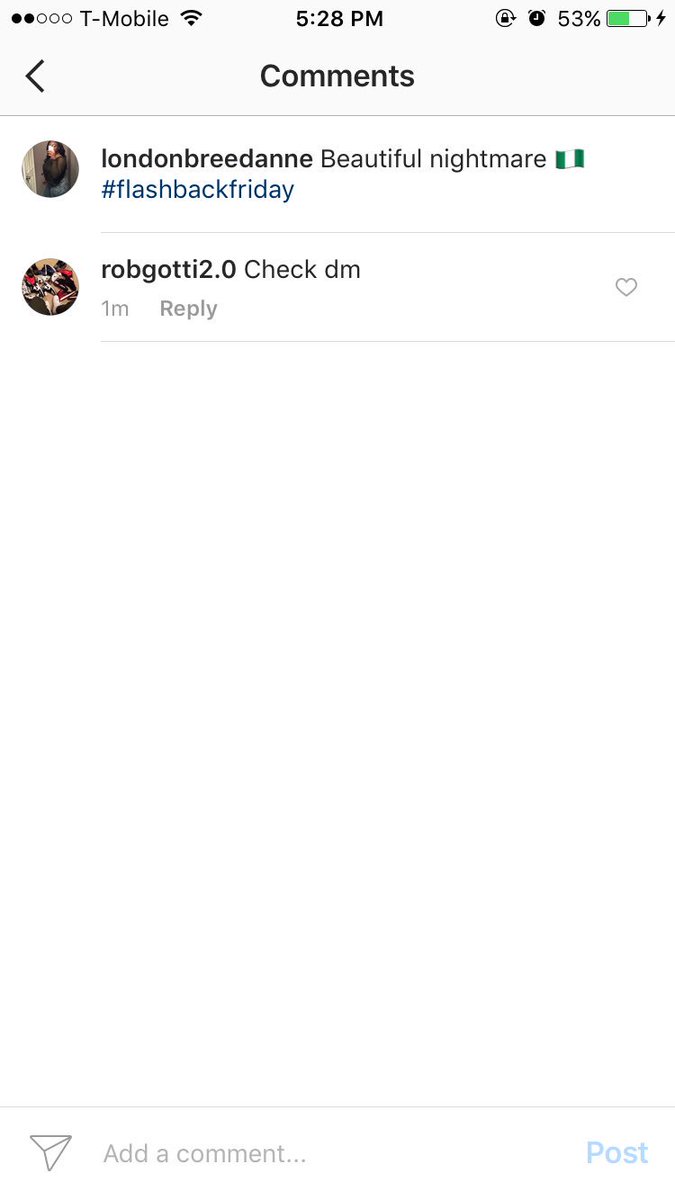 T-Mobile 5:28 PM 53%
Comments
londonbreedanne Beautiful nightmare 🇳🇬
#flashbackfriday
robgotti2.0 Check dm
1m Reply
Add a comment... Post